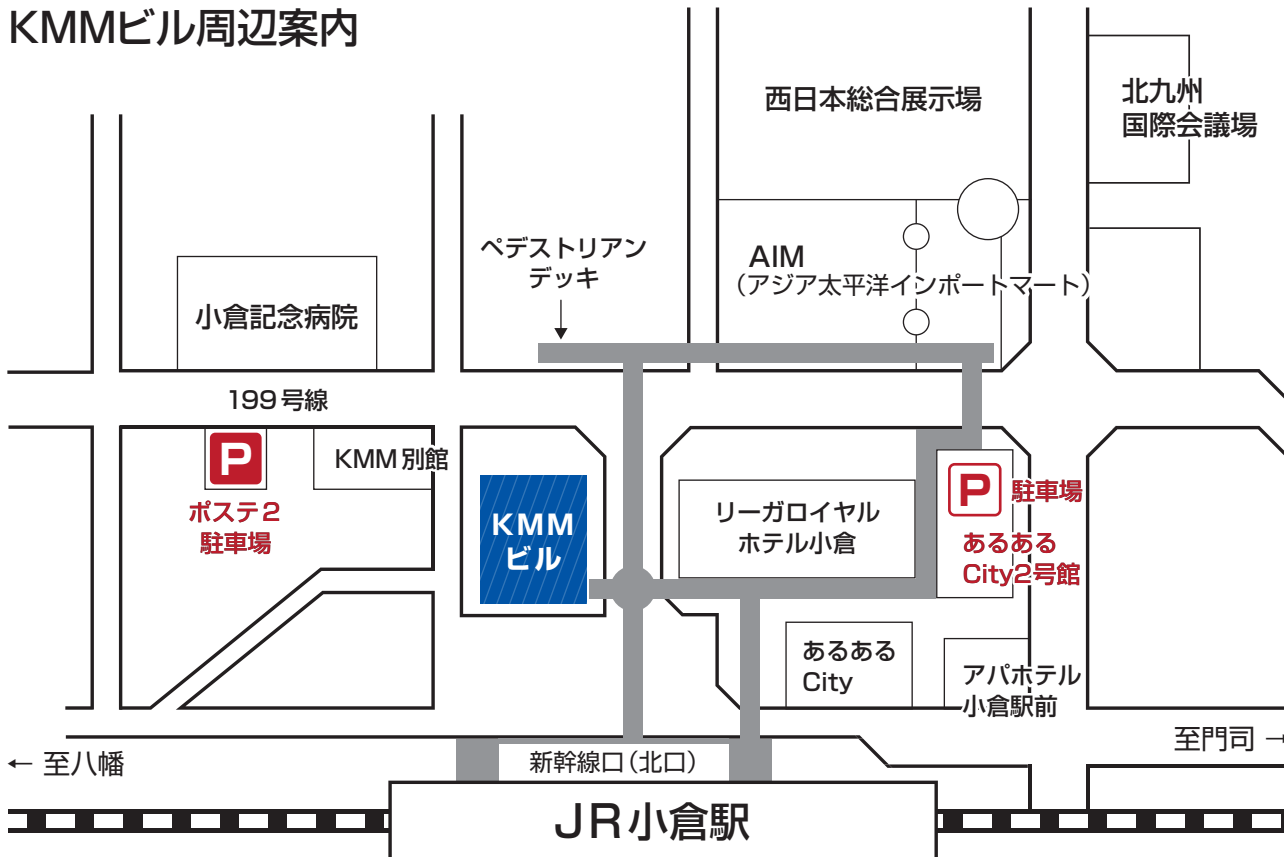 KMMビル周辺案内
西日本総合展示場
北九州
国際会議場
ペデストリアン
デッキ
AIM
(アジア太平洋インポートマート)
小倉記念病院
199号線
P
KMM別館
ポステ2
駐車場
KMM
ビル
リーガロイヤル
ホテル小倉
P
駐車場
あるある
City2号館
あるある
City
アパホテル
小倉駅前
← 至八幡
新幹線口(北口)
至門司 →
JR小倉駅